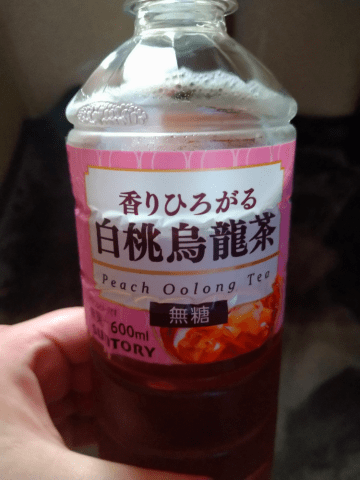 香りひろがる
白桃烏龍茶
Peach Oolong Tea
無糖
600ml
SUNTORY